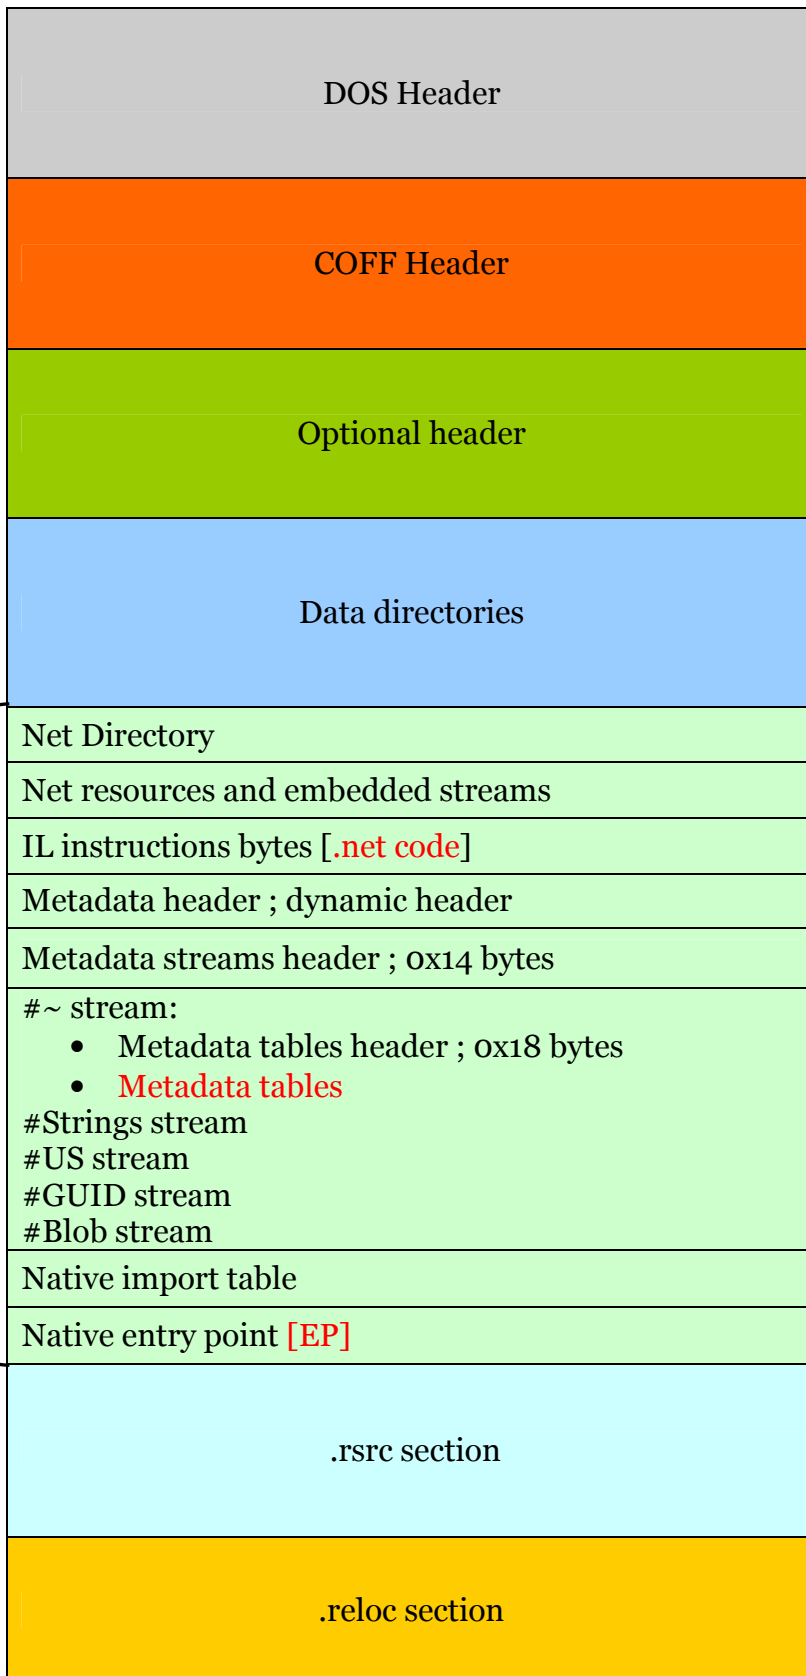 DOS Header
COFF Header
Optional header
Data directories
Net Directory
Net resources and embedded streams
IL instructions bytes [.net code]
Metadata header ; dynamic header
Metadata streams header ; 0x14 bytes
#~ stream:
• Metadata tables header ; 0x18 bytes
• Metadata tables
#Strings stream
#US stream
#GUID stream
#Blob stream
Native import table
Native entry point [EP]
.rsrc section
.reloc section